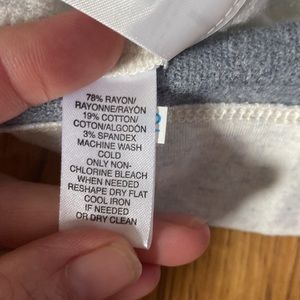 78% RAYON/
RAYONNE/RAYÓN
19% COTTON/
COTON/ALGODÓN
3% SPANDEX
MACHINE WASH
COLD
ONLY NON-
CHLORINE BLEACH
WHEN NEEDED
RESHAPE DRY FLAT
COOL IRON
IF NEEDED
OR DRY CLEAN